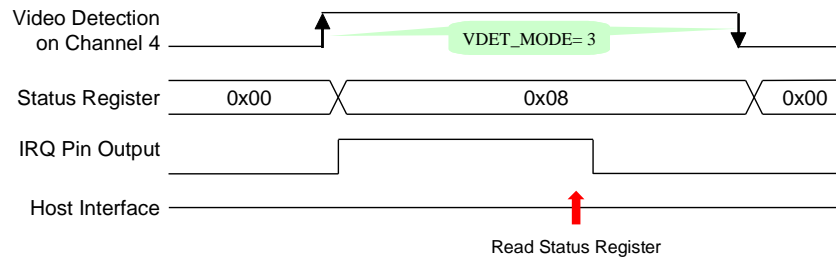 Video Detection
on Channel 4
VDET_MODE= 3
Status Register
0x00
0x08
0x00
IRQ Pin Output
Host Interface
Read Status Register